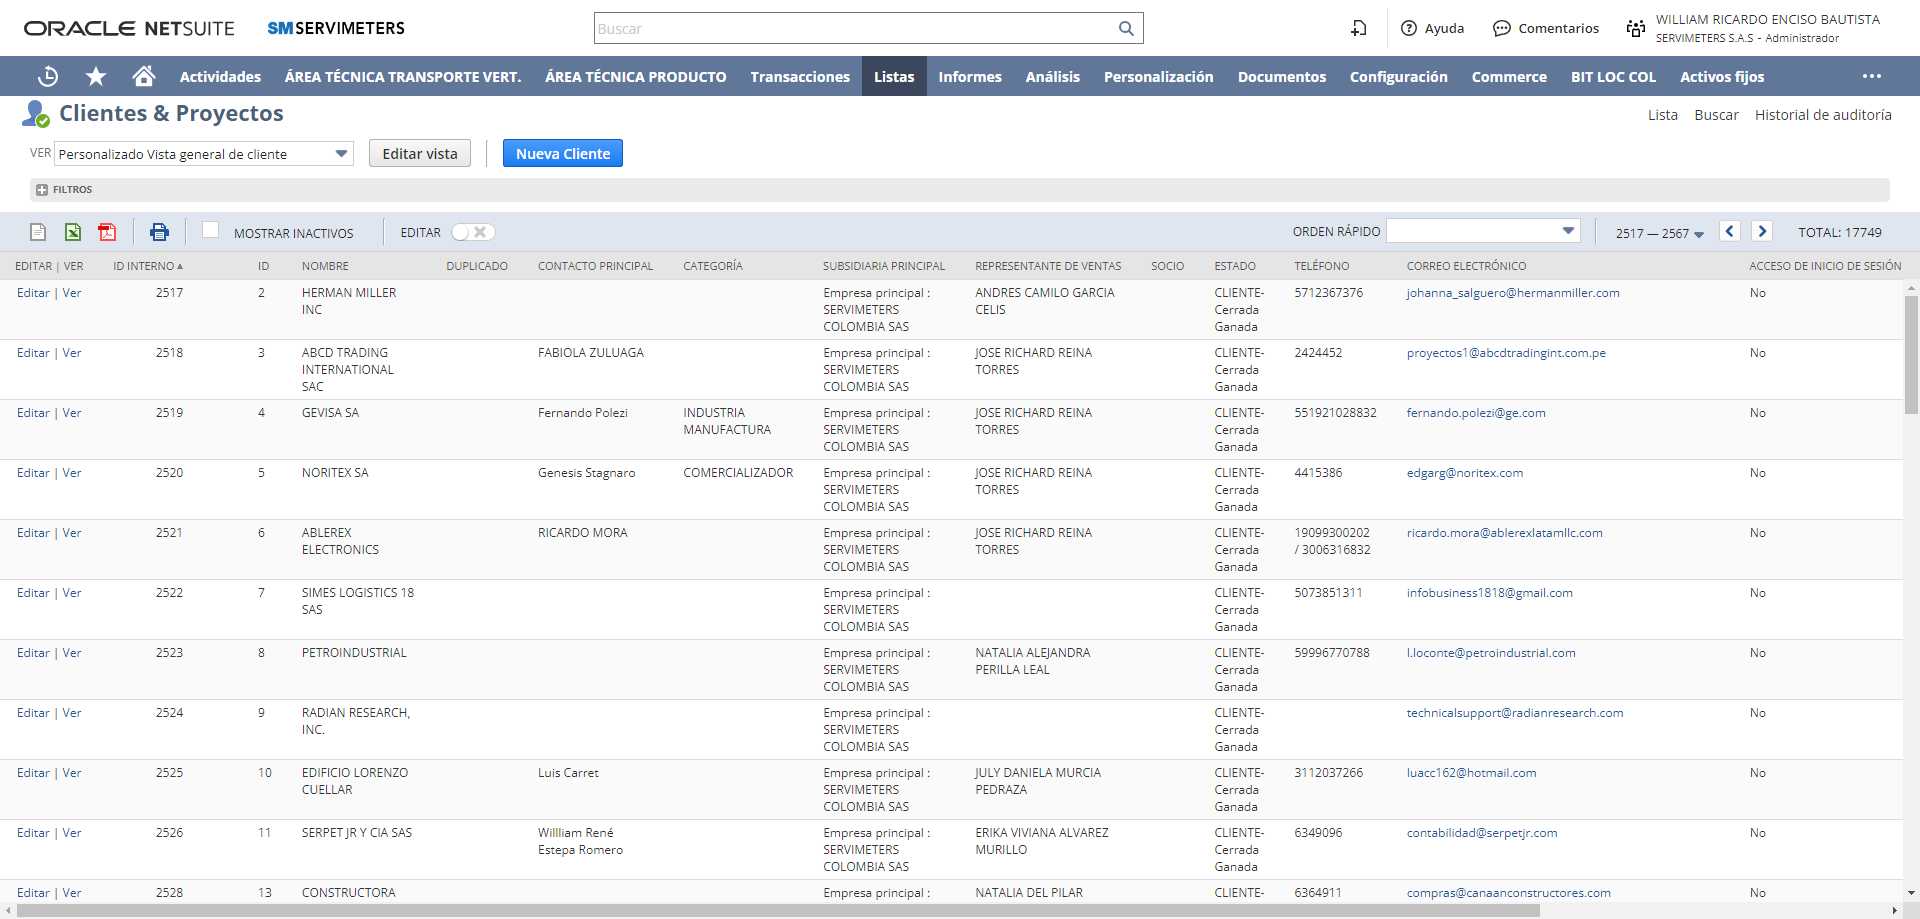 ORACLE NETSUITE SM SERVIMETERS
Buscar
Ayuda
Comentarios
WILLIAM RICARDO ENCISO BAUTISTA
SERVIMETERS S.A.S - Administrador
Actividades ÁREA TÉCNICA TRANSPORTE VERT. ÁREA TÉCNICA PRODUCTO Transacciones Listas Informes Análisis Personalización Documentos Configuración Commerce BIT LOC COL Activos fijos
Clientes & Proyectos
Lista Buscar Historial de auditoría
VER Personalizado Vista general de cliente Editar vista Nueva Cliente
FILTROS
MOSTRAR INACTIVOS EDITAR ORDEN RÁPIDO 2517 — 2567 TOTAL: 17749
EDITAR | VER ID INTERNO ID NOMBRE DUPLICADO CONTACTO PRINCIPAL CATEGORÍA SUBSIDIARIA PRINCIPAL REPRESENTANTE DE VENTAS SOCIO ESTADO TELÉFONO CORREO ELECTRÓNICO ACCESO DE INICIO DE SESIÓN
Editar | Ver 2517 2 HERMAN MILLER Empresa principal : ANDRES CAMILO GARCIA CLIENTE- 5712367376 johanna_salguero@hermanmiller.com No
INC SERVIMETERS CELIS Cerrada
COLOMBIA SAS Ganada
Editar | Ver 2518 3 ABCD TRADING FABIOLA ZULUAGA Empresa principal : JOSE RICHARD REINA CLIENTE- 2424452 proyectos1@abcdtradingint.com.pe No
INTERNATIONAL SERVIMETERS TORRES Cerrada
SAC COLOMBIA SAS Ganada
Editar | Ver 2519 4 GEVISA SA Fernando Polezi INDUSTRIA Empresa principal : JOSE RICHARD REINA CLIENTE- 551921028832 fernando.polezi@ge.com No
MANUFACTURA SERVIMETERS TORRES Cerrada
COLOMBIA SAS Ganada
Editar | Ver 2520 5 NORITEX SA Genesis Stagnaro COMERCIALIZADOR Empresa principal : JOSE RICHARD REINA CLIENTE- 4415386 edgarg@noritex.com No
SERVIMETERS TORRES Cerrada
COLOMBIA SAS Ganada
Editar | Ver 2521 6 ABLEREX RICARDO MORA Empresa principal : JOSE RICHARD REINA CLIENTE- 19099300202 ricardo.mora@ablerexlatamllc.com No
ELECTRONICS SERVIMETERS TORRES Cerrada / 3006316832
COLOMBIA SAS Ganada
Editar | Ver 2522 7 SIMES LOGISTICS 18 Empresa principal : CLIENTE- 5073851311 infobusiness1818@gmail.com No
SAS SERVIMETERS Cerrada
COLOMBIA SAS Ganada
Editar | Ver 2523 8 PETROINDUSTRIAL Empresa principal : NATALIA ALEJANDRA CLIENTE- 59996770788 l.loconte@petroindustrial.com No
SERVIMETERS PERILLA LEAL Cerrada
COLOMBIA SAS Ganada
Editar | Ver 2524 9 RADIAN RESEARCH, Empresa principal : CLIENTE- technicalsupport@radianresearch.com No
INC. SERVIMETERS Cerrada
COLOMBIA SAS Ganada
Editar | Ver 2525 10 EDIFICIO LORENZO Luis Carret Empresa principal : JULY DANIELA MURCIA CLIENTE- 3112037266 luacc162@hotmail.com No
CUELLAR SERVIMETERS PEDRAZA Cerrada
COLOMBIA SAS Ganada
Editar | Ver 2526 11 SERPET JR Y CIA SAS Willliam René Empresa principal : ERIKA VIVIANA ALVAREZ CLIENTE- 6349096 contabilidad@serpetjr.com No
Estepa Romero SERVIMETERS MURILLO Cerrada
COLOMBIA SAS Ganada
Editar | Ver 2528 13 CONSTRUCTORA Empresa principal : NATALIA DEL PILAR CLIENTE- 6364911 compras@canaanconstructores.com No